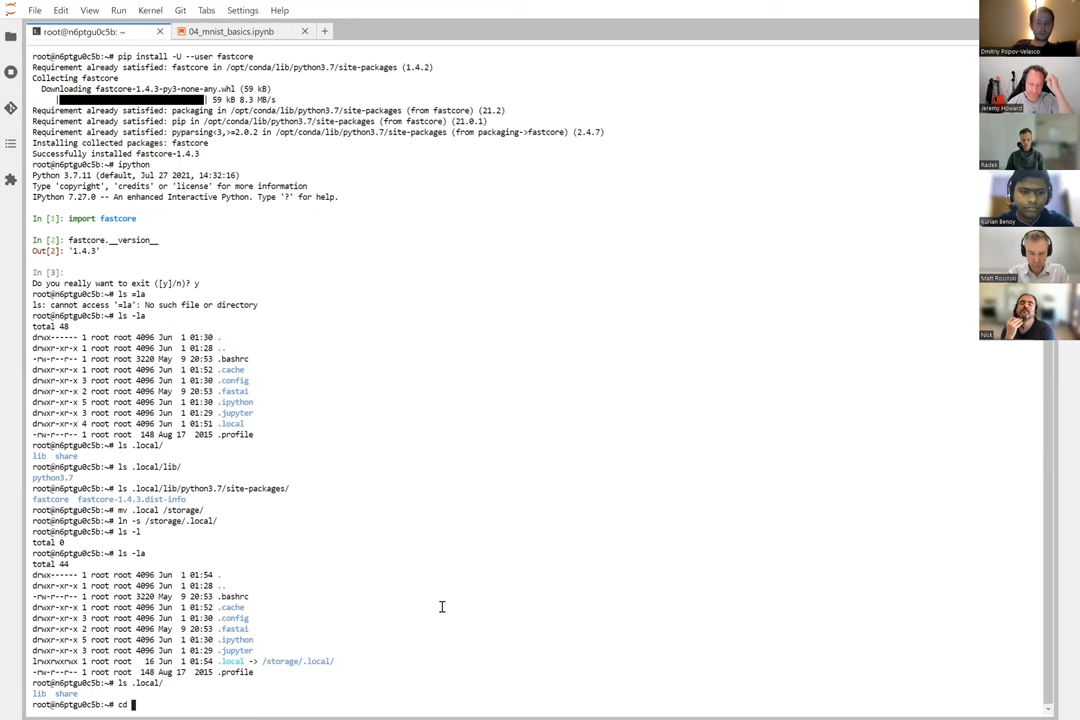 File Edit View Run Kernel Git Tabs Settings Help
root@n6ptgu0c5b: ~ × 04_mnist_basics.ipynb × +
root@n6ptgu0c5b:~# pip install -U --user fastcore
Requirement already satisfied: fastcore in /opt/conda/lib/python3.7/site-packages (1.4.2)
Collecting fastcore
Downloading fastcore-1.4.3-py3-none-any.whl (59 kB)
| | 59 kB 8.3 MB/s
Requirement already satisfied: packaging in /opt/conda/lib/python3.7/site-packages (from fastcore) (21.2)
Requirement already satisfied: pip in /opt/conda/lib/python3.7/site-packages (from fastcore) (21.0.1)
Requirement already satisfied: pyparsing<3,>=2.0.2 in /opt/conda/lib/python3.7/site-packages (from packaging->fastcore) (2.4.7)
Installing collected packages: fastcore
Successfully installed fastcore-1.4.3
root@n6ptgu0c5b:~# ipython
Python 3.7.11 (default, Jul 27 2021, 14:32:16)
Type 'copyright', 'credits' or 'license' for more information
IPython 7.27.0 -- An enhanced Interactive Python. Type '?' for help.
In [1]: import fastcore
In [2]: fastcore.__version__
Out[2]: '1.4.3'
In [3]:
Do you really want to exit ([y]/n)? y
root@n6ptgu0c5b:~# ls =la
ls: cannot access '=la': No such file or directory
root@n6ptgu0c5b:~# ls -la
total 48
drwx------ 1 root root 4096 Jun 1 01:30 .
drwxr-xr-x 1 root root 4096 Jun 1 01:28 ..
-rw-r--r-- 1 root root 3220 May 9 20:53 .bashrc
drwxr-xr-x 1 root root 4096 Jun 1 01:52 .cache
drwxr-xr-x 3 root root 4096 Jun 1 01:30 .config
drwxr-xr-x 2 root root 4096 May 9 20:53 .fastai
drwxr-xr-x 5 root root 4096 Jun 1 01:30 .ipython
drwxr-xr-x 3 root root 4096 Jun 1 01:29 .jupyter
drwxr-xr-x 4 root root 4096 Jun 1 01:51 .local
-rw-r--r-- 1 root root 148 Aug 17 2015 .profile
root@n6ptgu0c5b:~# ls .local/
lib share
root@n6ptgu0c5b:~# ls .local/lib/
python3.7
root@n6ptgu0c5b:~# ls .local/lib/python3.7/site-packages/
fastcore fastcore-1.4.3.dist-info
root@n6ptgu0c5b:~# mv .local /storage/
root@n6ptgu0c5b:~# ln -s /storage/.local/
root@n6ptgu0c5b:~# ls -l
total 0
root@n6ptgu0c5b:~# ls -la
total 44
drwx------ 1 root root 4096 Jun 1 01:54 .
drwxr-xr-x 1 root root 4096 Jun 1 01:28 ..
-rw-r--r-- 1 root root 3220 May 9 20:53 .bashrc
drwxr-xr-x 1 root root 4096 Jun 1 01:52 .cache
drwxr-xr-x 3 root root 4096 Jun 1 01:30 .config
drwxr-xr-x 2 root root 4096 May 9 20:53 .fastai
drwxr-xr-x 5 root root 4096 Jun 1 01:30 .ipython
drwxr-xr-x 3 root root 4096 Jun 1 01:29 .jupyter
lrwxrwxrwx 1 root root 16 Jun 1 01:54 .local -> /storage/.local/
-rw-r--r-- 1 root root 148 Aug 17 2015 .profile
root@n6ptgu0c5b:~# ls .local/
lib share
root@n6ptgu0c5b:~# cd
Dmitriy Popov-Velasco
Jeremy Howard
Radek
Kurian Benoy
Matt Rosinski
Nick